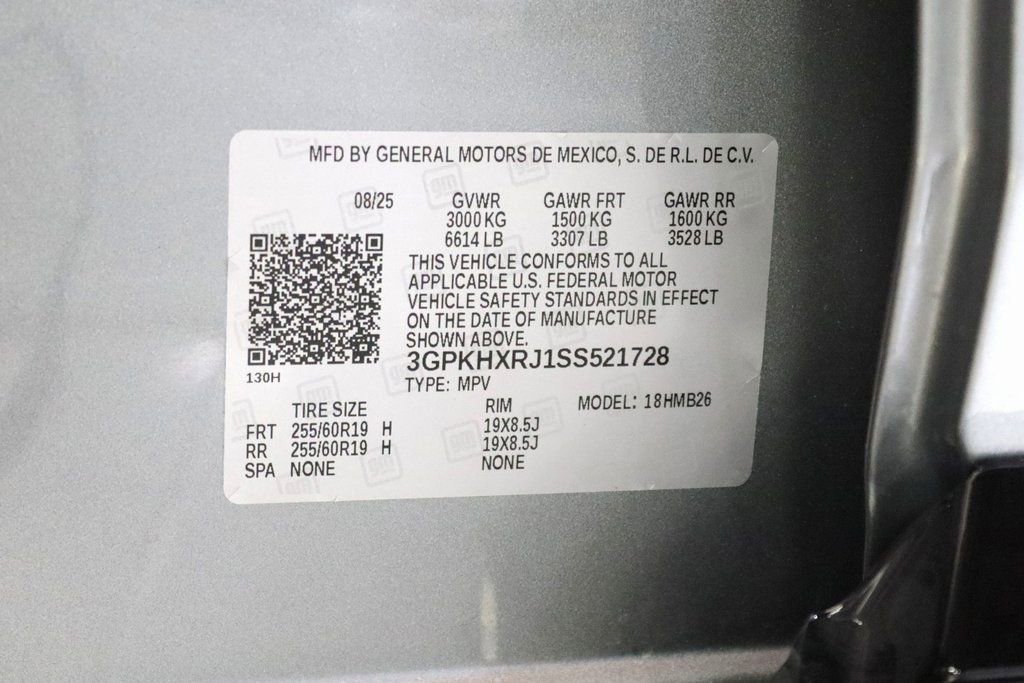 MFD BY GENERAL MOTORS DE MEXICO, S. DE R.L. DE C.V.
08/25 GVWR GAWR FRT GAWR RR
3000 KG 1500 KG 1600 KG
6614 LB 3307 LB 3528 LB
THIS VEHICLE CONFORMS TO ALL
APPLICABLE U.S. FEDERAL MOTOR
VEHICLE SAFETY STANDARDS IN EFFECT
ON THE DATE OF MANUFACTURE
SHOWN ABOVE.
3GPKHXRJ1SS521728
130H
TYPE: MPV
TIRE SIZE RIM MODEL: 18HMB26
FRT 255/60R19 H 19X8.5J
RR 255/60R19 H 19X8.5J
SPA NONE NONE